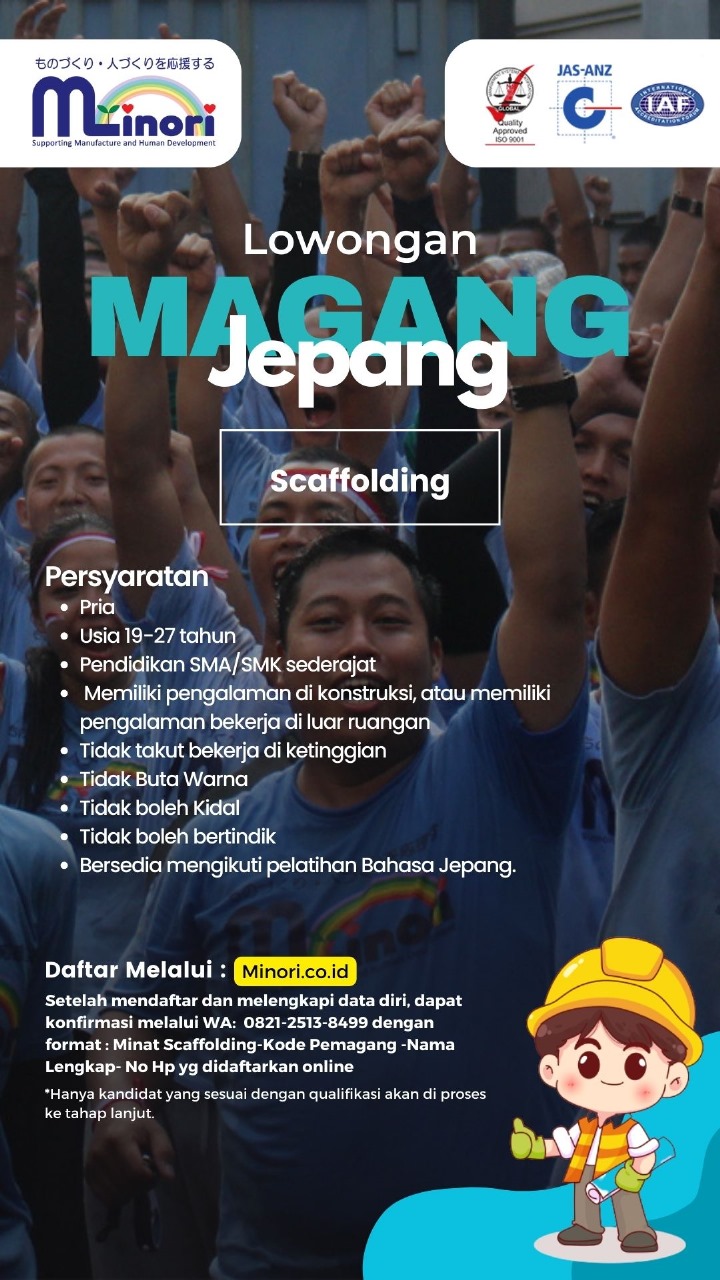 ものづくり・人づくりを応援する
Minori
Supporting Manufacture and Human Development
GLOBAL
Quality
Approved
ISO 9001
JAS-ANZ
INTERNATIONAL
IAF
ACCREDITATION FORUM
Lowongan
MAGANG
Jepang
Scaffolding
Persyaratan
• Pria
• Usia 19-27 tahun
• Pendidikan SMA/SMK sederajat
• Memiliki pengalaman di konstruksi, atau memiliki
pengalaman bekerja di luar ruangan
• Tidak takut bekerja di ketinggian
• Tidak Buta Warna
• Tidak boleh Kidal
• Tidak boleh bertindik
• Bersedia mengikuti pelatihan Bahasa Jepang.
Daftar Melalui : Minori.co.id
Setelah mendaftar dan melengkapi data diri, dapat
konfirmasi melalui WA: 0821-2513-8499 dengan
format : Minat Scaffolding-Kode Pemagang -Nama
Lengkap- No Hp yg didaftarkan online
*Hanya kandidat yang sesuai dengan qualifikasi akan di proses
ke tahap lanjut.